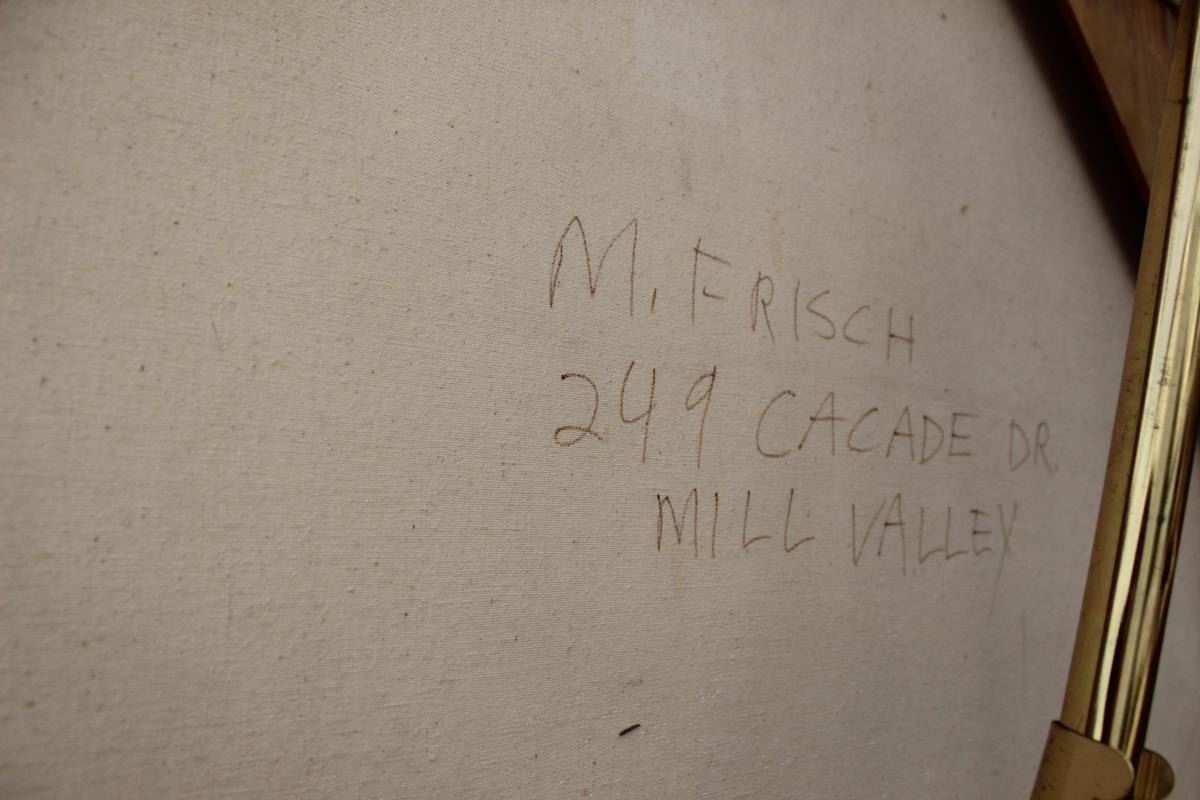 M. FRISCH
249 CACADE DR.
MILL VALLEY